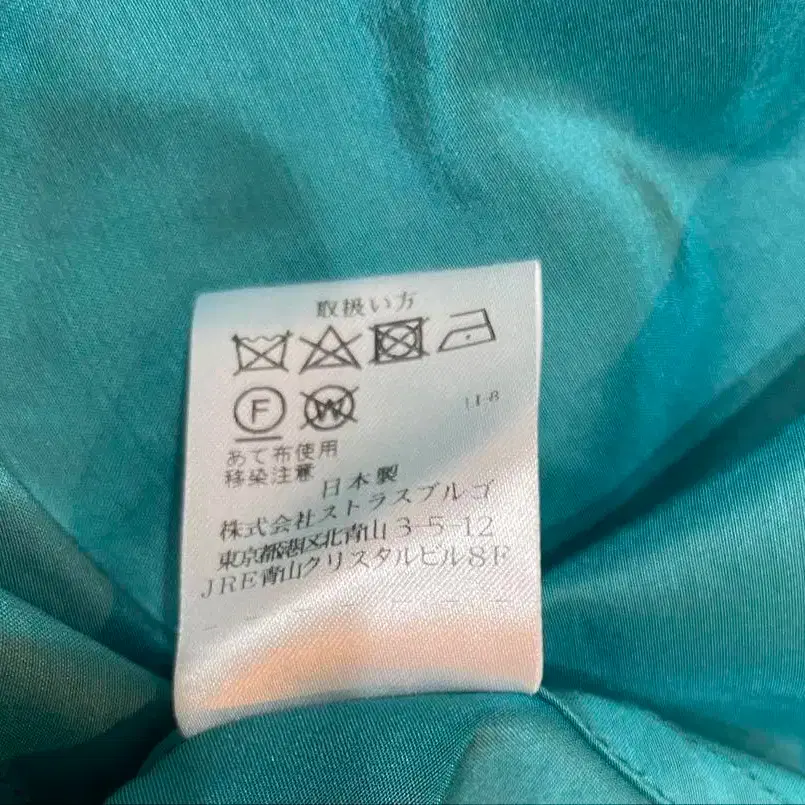 取扱い方
F W
11-8
あて布使用
移染注意
日本製
株式会社ストラスブルゴ
東京都港区北青山3-5-12
JRE青山クリスタルビル8F